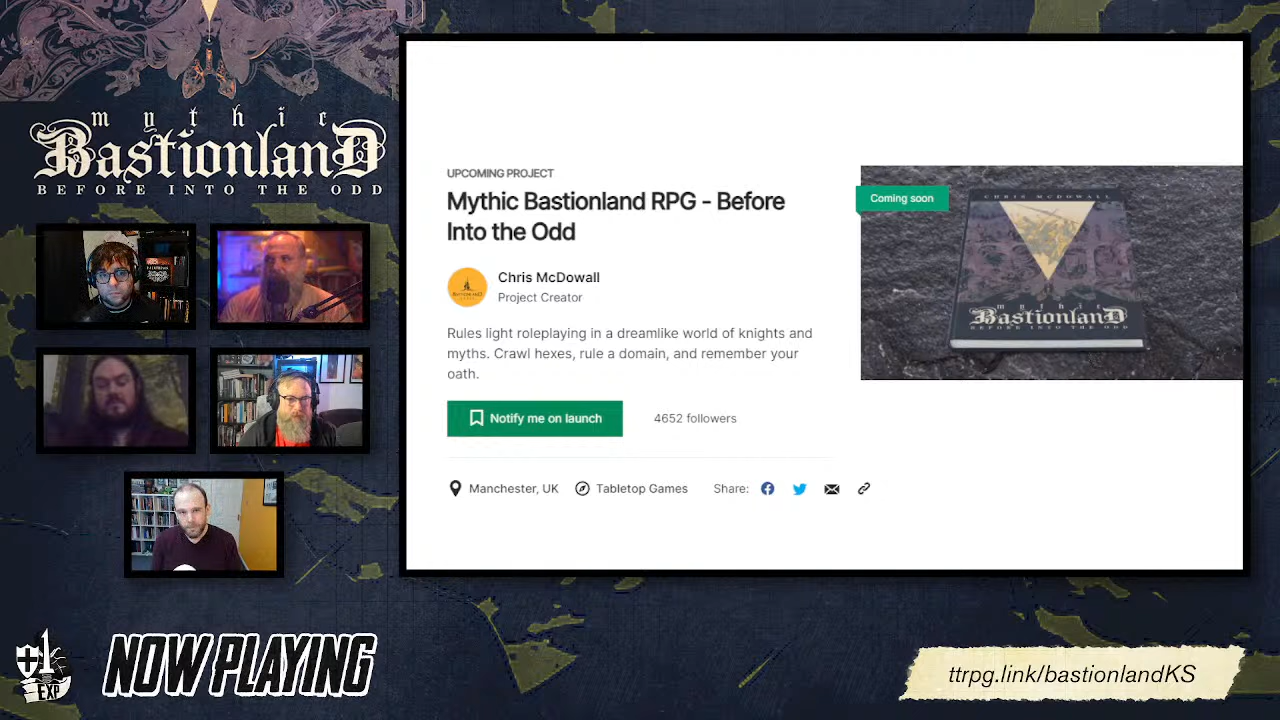 mythic
Bastionland
BEFORE INTO THE ODD
UPCOMING PROJECT
Mythic Bastionland RPG - Before
Into the Odd
Chris McDowall
Project Creator
Rules light roleplaying in a dreamlike world of knights and
myths. Crawl hexes, rule a domain, and remember your
oath.
Notify me on launch
4652 followers
Manchester, UK
Tabletop Games
Share:
Coming soon
CHRIS MCDOWALL
mythic
Bastionland
BEFORE INTO THE ODD
+1
EXP
NOW PLAYING
ttrpg.link/bastionlandKS